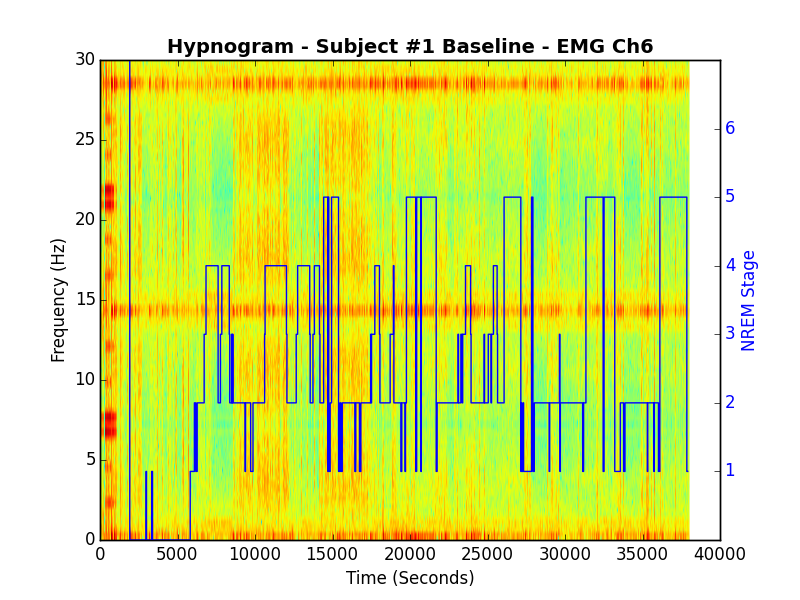 Hypnogram - Subject #1 Baseline - EMG Ch6
Frequency (Hz)
30
25
20
15
10
5
0
6
5
4
3
2
1
NREM Stage
0 5000 10000 15000 20000 25000 30000 35000 40000
Time (Seconds)